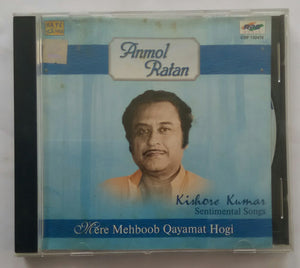 Anmol
Ratan
Kishore Kumar
Sentimental Songs
Mere Mehboob Qayamat Hogi